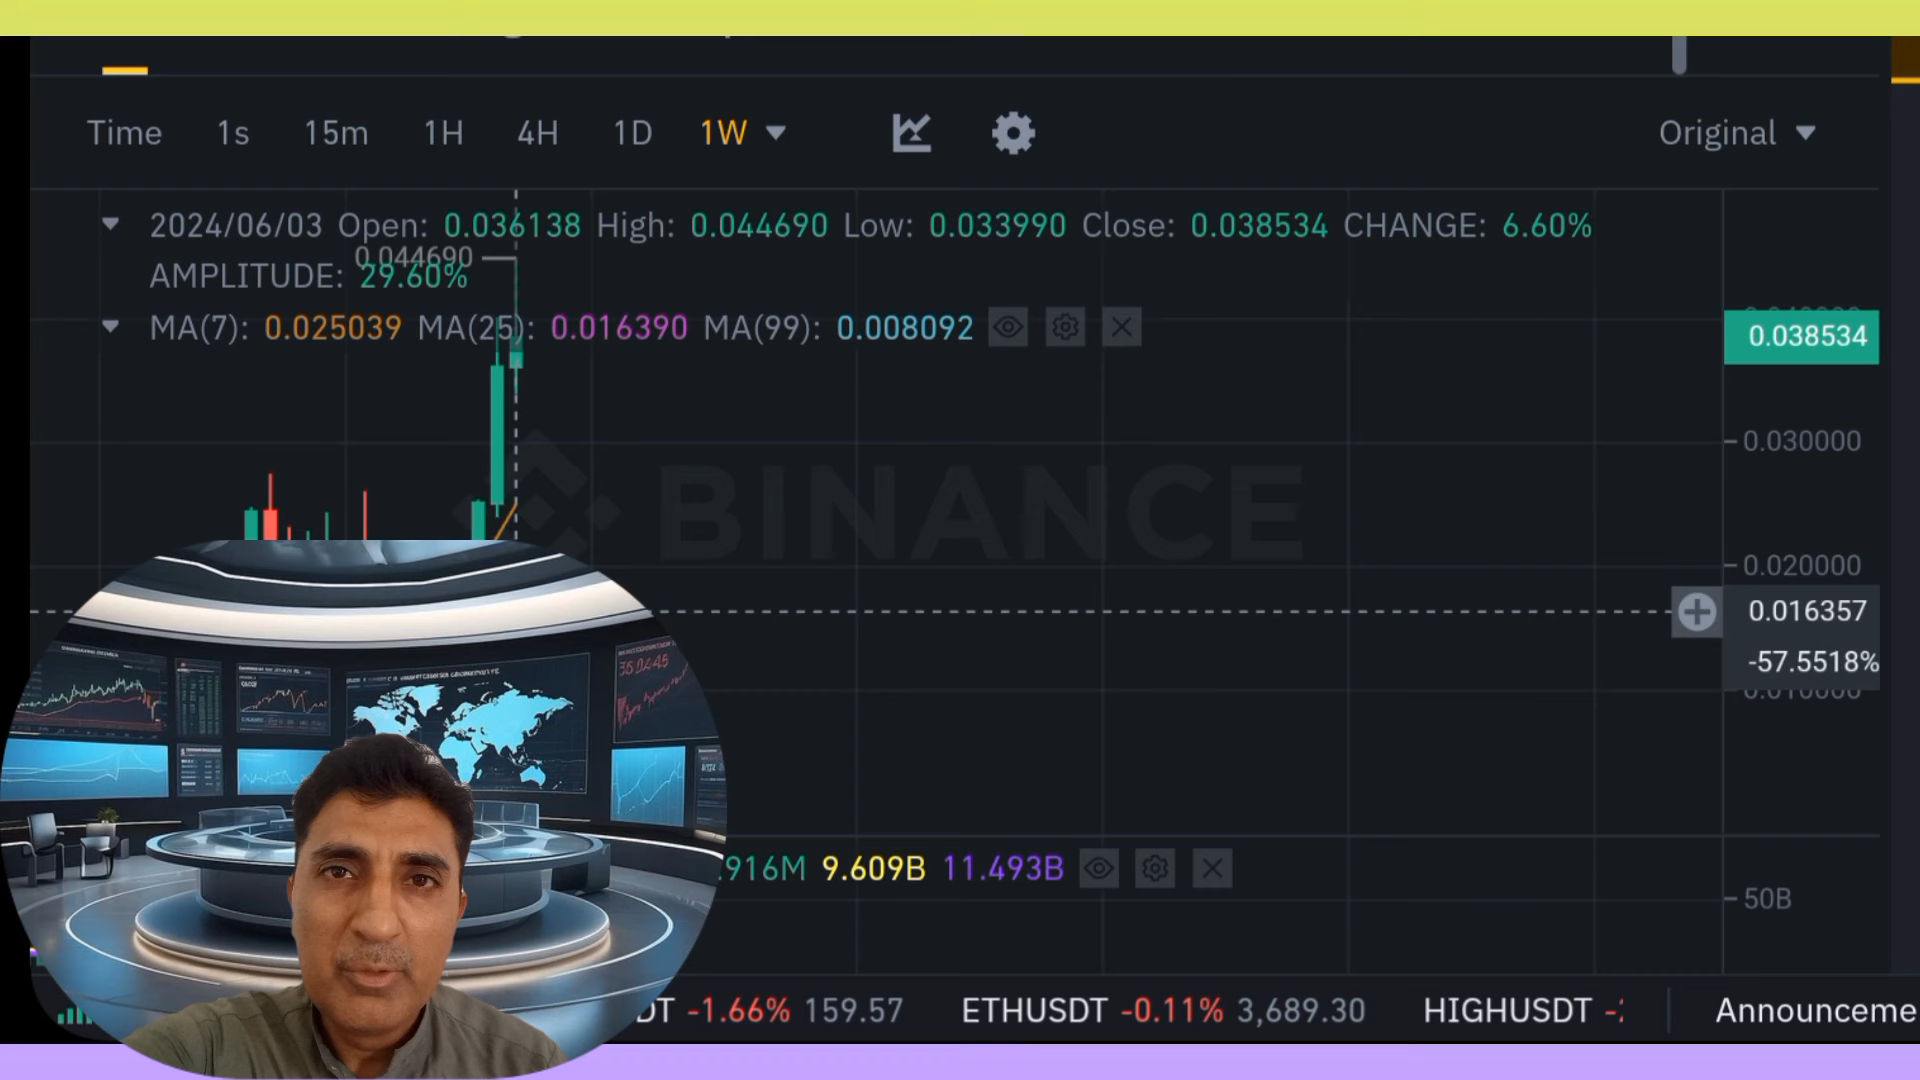 Time 1s 15m 1H 4H 1D 1W Original
2024/06/03 Open: 0.036138 High: 0.044690 Low: 0.033990 Close: 0.038534 CHANGE: 6.60%
0.044690
AMPLITUDE: 29.60%
MA(7): 0.025039 MA(25): 0.016390 MA(99): 0.008092
0.038534
0.030000
BINANCE
0.020000
0.016357
-57.5518%
0.010000
.916M 9.609B 11.493B
50B
DT -1.66% 159.57 ETHUSDT -0.11% 3,689.30 HIGHUSDT Announceme